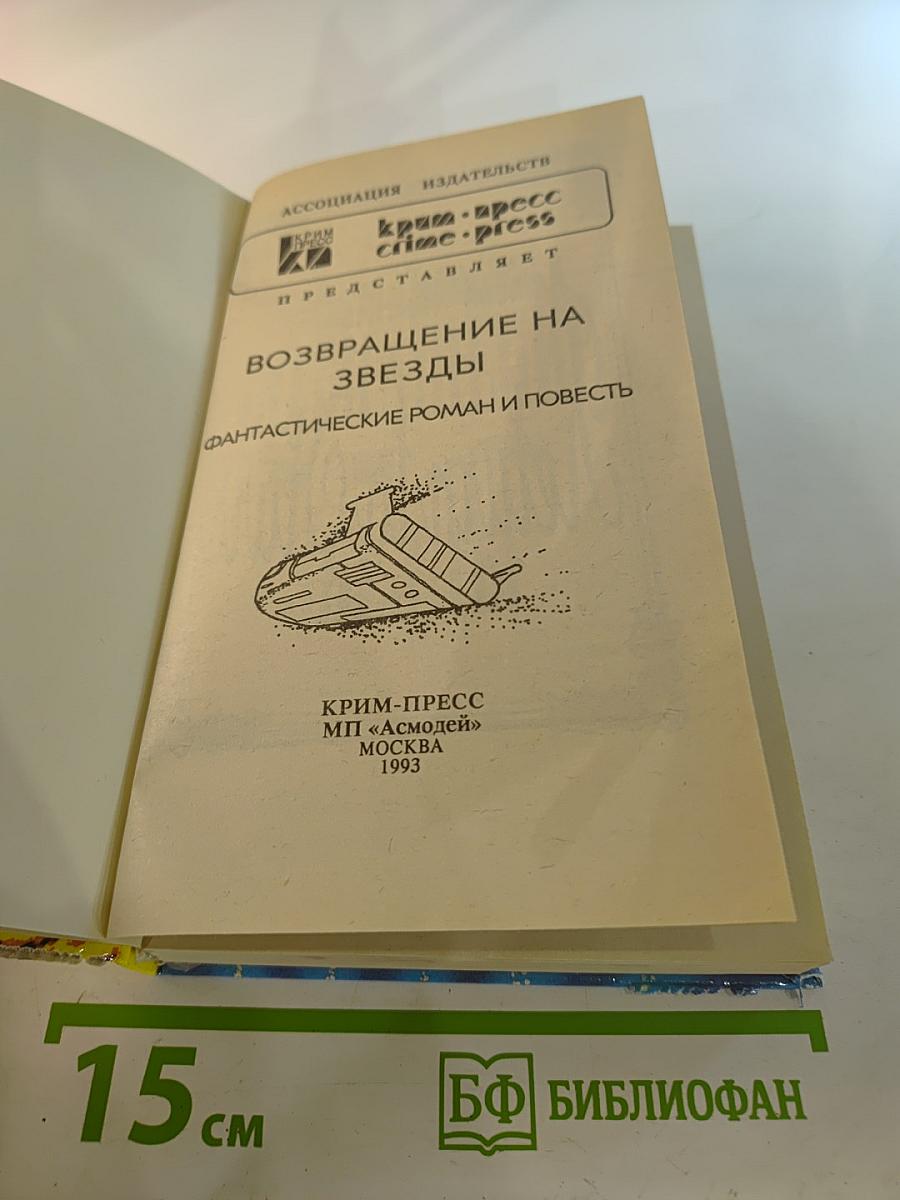 АССОЦИАЦИЯ ИЗДАТЕЛЬСТВ
КРИМ
ПРЕСС
крим • пресс
crime • press
ПРЕДСТАВЛЯЕТ
ВОЗВРАЩЕНИЕ НА
ЗВЕЗДЫ
ФАНТАСТИЧЕСКИЕ РОМАН И ПОВЕСТЬ
КРИМ-ПРЕСС
МП «Асмодей»
МОСКВА
1993
15 см
БФ БИБЛИОФАН